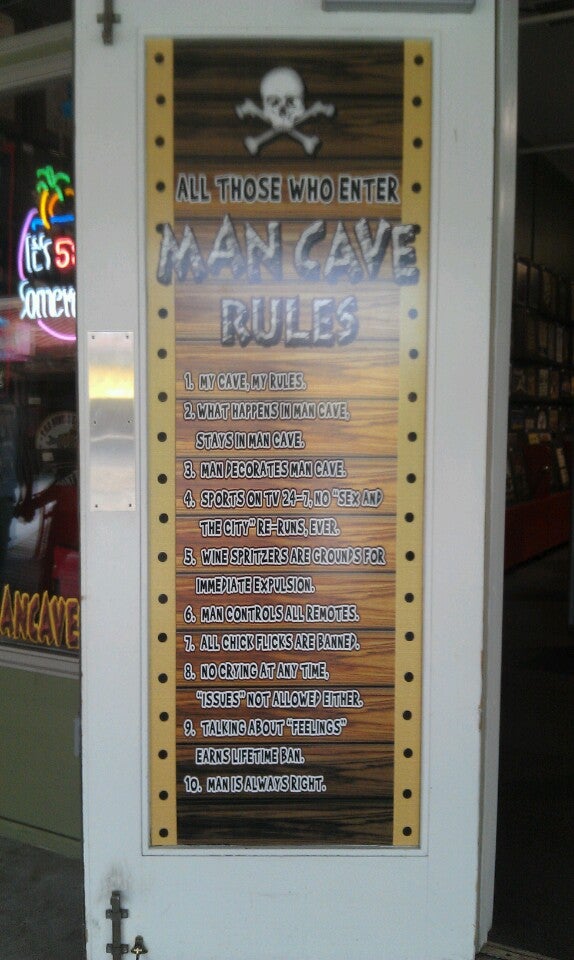 ALL THOSE WHO ENTER
MAN CAVE
RULES
1. MY CAVE, MY RULES.
2. WHAT HAPPENS IN MAN CAVE,
STAYS IN MAN CAVE.
3. MAN DECORATES MAN CAVE.
4. SPORTS ON TV 24-7, NO "SEX AND
THE CITY" RE-RUNS, EVER.
5. WINE SPRITZERS ARE GROUNDS FOR
IMMEDIATE EXPULSION.
6. MAN CONTROLS ALL REMOTES.
7. ALL CHICK FLICKS ARE BANNED.
8. NO CRYING AT ANY TIME,
"ISSUES" NOT ALLOWED EITHER.
9. TALKING ABOUT "FEELINGS"
EARNS LIFETIME BAN.
10. MAN IS ALWAYS RIGHT.
It's 5
Somew
ANCAVE